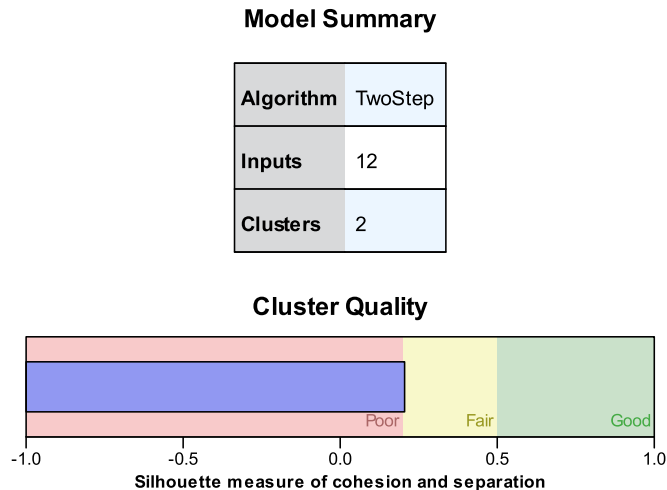 Model Summary
Algorithm TwoStep
Inputs 12
Clusters 2
Cluster Quality
Poor Fair Good
-1.0 -0.5 0.0 0.5 1.0
Silhouette measure of cohesion and separation